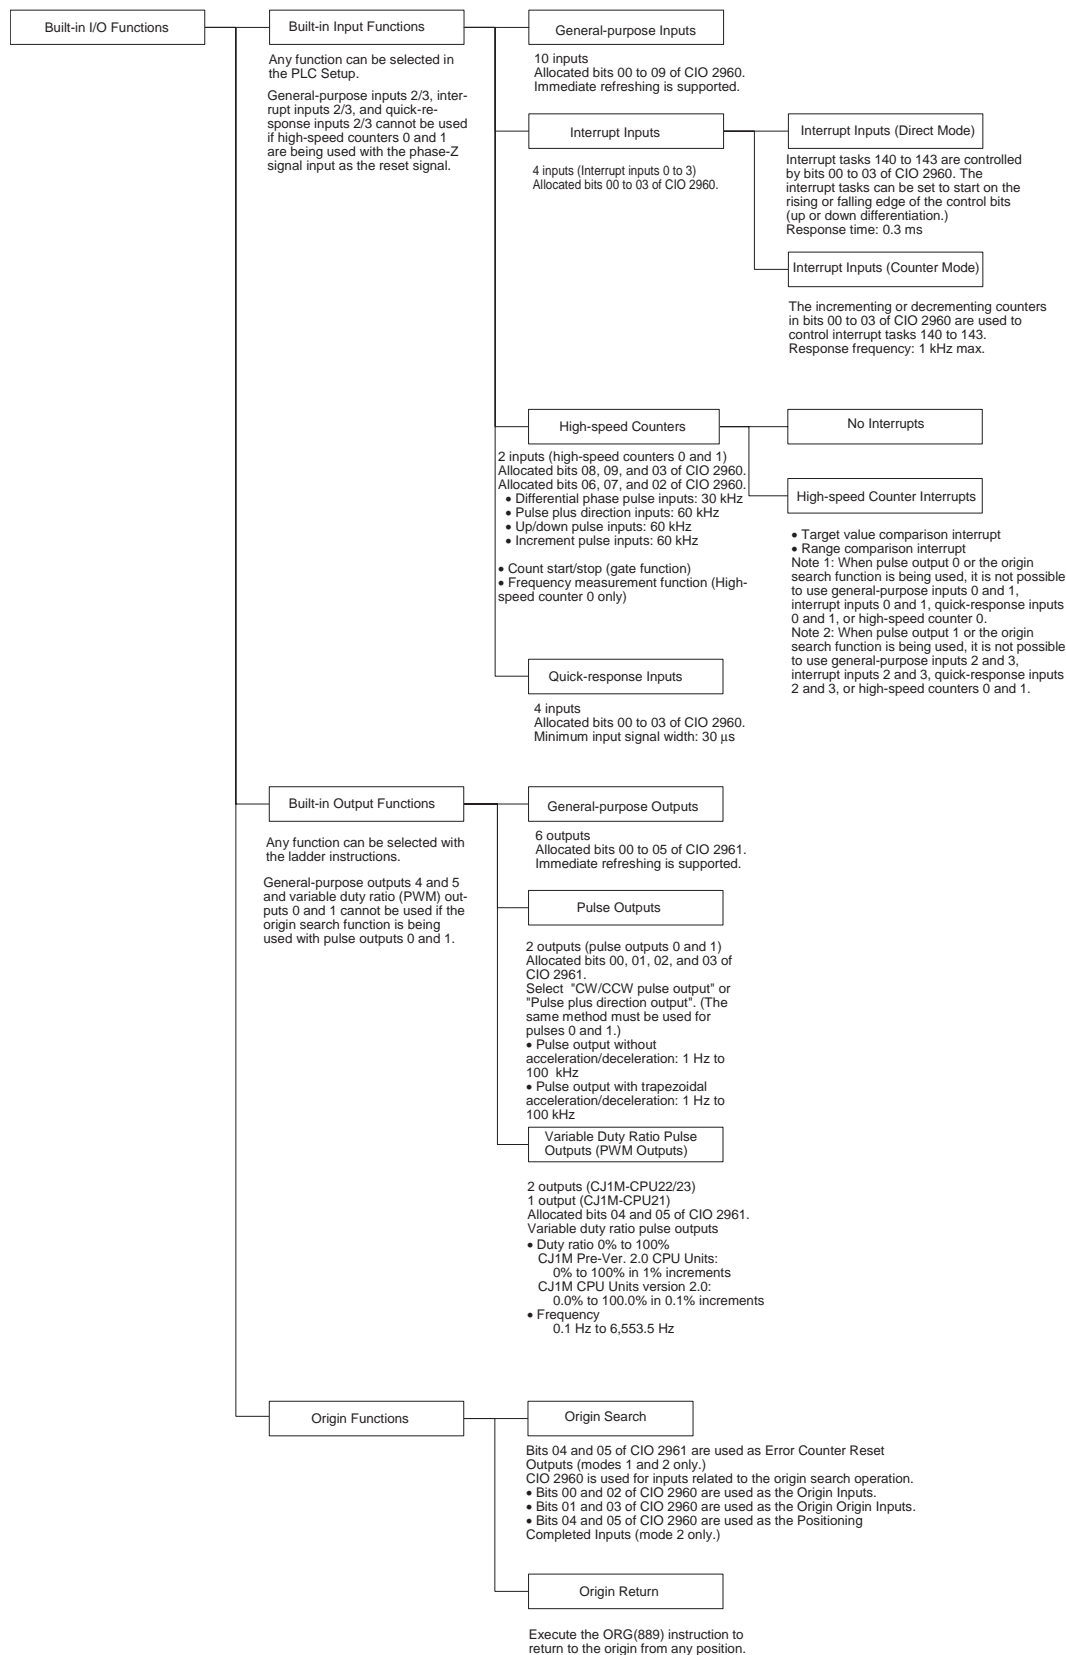 Built-in I/O Functions
Built-in Input Functions
Any function can be selected in
the PLC Setup.
General-purpose inputs 2/3, inter-
rupt inputs 2/3, and quick-re-
sponse inputs 2/3 cannot be used
if high-speed counters 0 and 1
are being used with the phase-Z
signal input as the reset signal.
General-purpose Inputs
10 inputs
Allocated bits 00 to 09 of CIO 2960.
Immediate refreshing is supported.
Interrupt Inputs
4 inputs (Interrupt inputs 0 to 3)
Allocated bits 00 to 03 of CIO 2960.
Interrupt Inputs (Direct Mode)
Interrupt tasks 140 to 143 are controlled
by bits 00 to 03 of CIO 2960. The
interrupt tasks can be set to start on the
rising or falling edge of the control bits
(up or down differentiation.)
Response time: 0.3 ms
Interrupt Inputs (Counter Mode)
The incrementing or decrementing counters
in bits 00 to 03 of CIO 2960 are used to
control interrupt tasks 140 to 143.
Response frequency: 1 kHz max.
High-speed Counters
2 inputs (high-speed counters 0 and 1)
Allocated bits 08, 09, and 03 of CIO 2960.
Allocated bits 06, 07, and 02 of CIO 2960.
• Differential phase pulse inputs: 30 kHz
• Pulse plus direction inputs: 60 kHz
• Up/down pulse inputs: 60 kHz
• Increment pulse inputs: 60 kHz
• Count start/stop (gate function)
• Frequency measurement function (High-
speed counter 0 only)
No Interrupts
High-speed Counter Interrupts
• Target value comparison interrupt
• Range comparison interrupt
Note 1: When pulse output 0 or the origin
search function is being used, it is not possible
to use general-purpose inputs 0 and 1,
interrupt inputs 0 and 1, quick-response inputs
0 and 1, or high-speed counter 0.
Note 2: When pulse output 1 or the origin
search function is being used, it is not possible
to use general-purpose inputs 2 and 3,
interrupt inputs 2 and 3, quick-response inputs
2 and 3, or high-speed counters 0 and 1.
Quick-response Inputs
4 inputs
Allocated bits 00 to 03 of CIO 2960.
Minimum input signal width: 30 µs
Built-in Output Functions
Any function can be selected with
the ladder instructions.
General-purpose outputs 4 and 5
and variable duty ratio (PWM) out-
puts 0 and 1 cannot be used if the
origin search function is being
used with pulse outputs 0 and 1.
General-purpose Outputs
6 outputs
Allocated bits 00 to 05 of CIO 2961.
Immediate refreshing is supported.
Pulse Outputs
2 outputs (pulse outputs 0 and 1)
Allocated bits 00, 01, 02, and 03 of
CIO 2961.
Select "CW/CCW pulse output" or
"Pulse plus direction output". (The
same method must be used for
pulses 0 and 1.)
• Pulse output without
acceleration/deceleration: 1 Hz to
100 kHz
• Pulse output with trapezoidal
acceleration/deceleration: 1 Hz to
100 kHz
Variable Duty Ratio Pulse
Outputs (PWM Outputs)
2 outputs (CJ1M-CPU22/23)
1 output (CJ1M-CPU21)
Allocated bits 04 and 05 of CIO 2961.
Variable duty ratio pulse outputs
• Duty ratio 0% to 100%
CJ1M Pre-Ver. 2.0 CPU Units:
0% to 100% in 1% increments
CJ1M CPU Units version 2.0:
0.0% to 100.0% in 0.1% increments
• Frequency
0.1 Hz to 6,553.5 Hz
Origin Functions
Origin Search
Bits 04 and 05 of CIO 2961 are used as Error Counter Reset
Outputs (modes 1 and 2 only.)
CIO 2960 is used for inputs related to the origin search operation.
• Bits 00 and 02 of CIO 2960 are used as the Origin Inputs.
• Bits 01 and 03 of CIO 2960 are used as the Origin Origin Inputs.
• Bits 04 and 05 of CIO 2960 are used as the Positioning
Completed Inputs (mode 2 only.)
Origin Return
Execute the ORG(889) instruction to
return to the origin from any position.